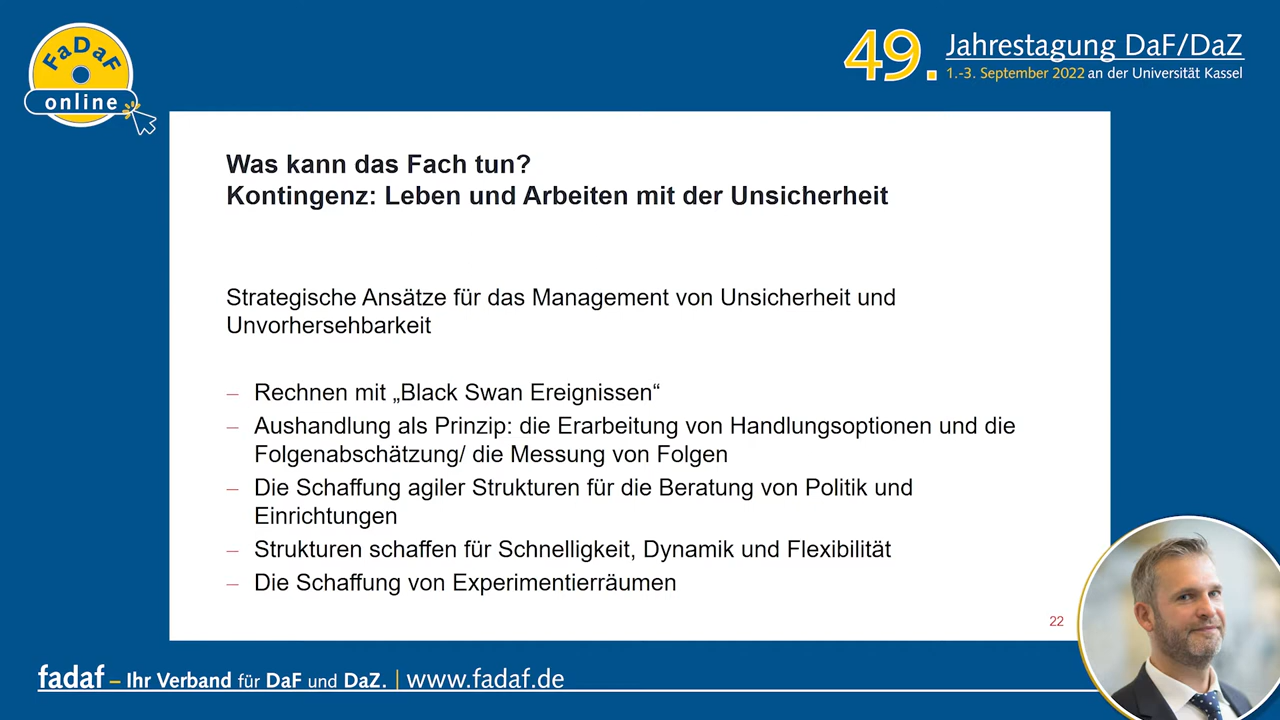 FaDaF
online
49. Jahrestagung DaF/DaZ
1.-3. September 2022 an der Universität Kassel
Was kann das Fach tun?
Kontingenz: Leben und Arbeiten mit der Unsicherheit
Strategische Ansätze für das Management von Unsicherheit und
Unvorhersehbarkeit
– Rechnen mit „Black Swan Ereignissen“
– Aushandlung als Prinzip: die Erarbeitung von Handlungsoptionen und die
Folgenabschätzung/ die Messung von Folgen
– Die Schaffung agiler Strukturen für die Beratung von Politik und
Einrichtungen
– Strukturen schaffen für Schnelligkeit, Dynamik und Flexibilität
– Die Schaffung von Experimentierräumen
22
fadaf – Ihr Verband für DaF und DaZ. | www.fadaf.de